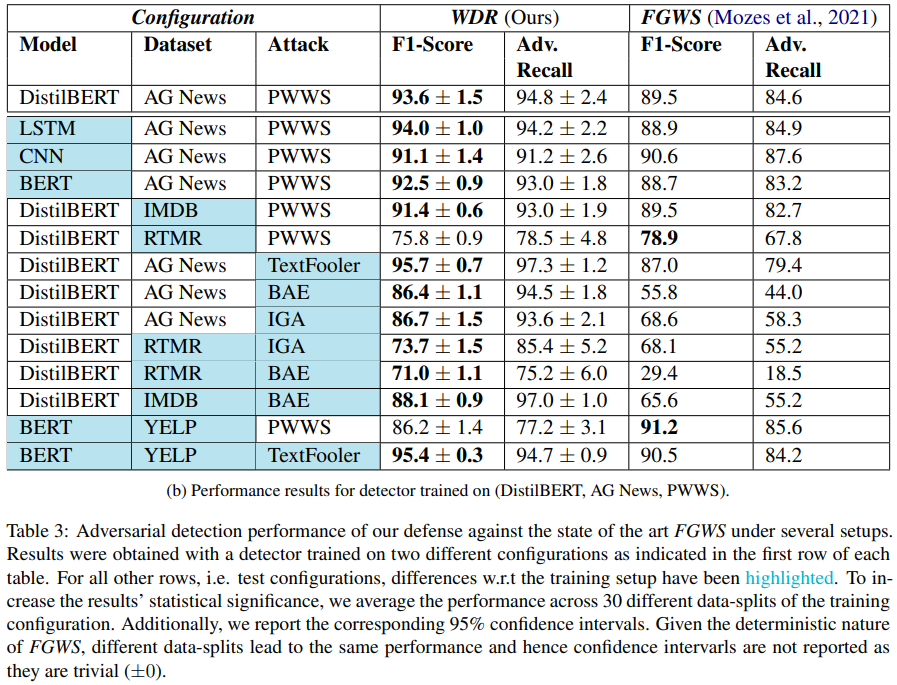 Configuration WDR (Ours) FGWS (Mozes et al., 2021)
Model Dataset Attack F1-Score Adv. Recall F1-Score Adv. Recall
DistilBERT AG News PWWS 93.6 ± 1.5 94.8 ± 2.4 89.5 84.6
LSTM AG News PWWS 94.0 ± 1.0 94.2 ± 2.2 88.9 84.9
CNN AG News PWWS 91.1 ± 1.4 91.2 ± 2.6 90.6 87.6
BERT AG News PWWS 92.5 ± 0.9 93.0 ± 1.8 88.7 83.2
DistilBERT IMDB PWWS 91.4 ± 0.6 93.0 ± 1.9 89.5 82.7
DistilBERT RTMR PWWS 75.8 ± 0.9 78.5 ± 4.8 78.9 67.8
DistilBERT AG News TextFooler 95.7 ± 0.7 97.3 ± 1.2 87.0 79.4
DistilBERT AG News BAE 86.4 ± 1.1 94.5 ± 1.8 55.8 44.0
DistilBERT AG News IGA 86.7 ± 1.5 93.6 ± 2.1 68.6 58.3
DistilBERT RTMR IGA 73.7 ± 1.5 85.4 ± 5.2 68.1 55.2
DistilBERT RTMR BAE 71.0 ± 1.1 75.2 ± 6.0 29.4 18.5
DistilBERT IMDB BAE 88.1 ± 0.9 97.0 ± 1.0 65.6 55.2
BERT YELP PWWS 86.2 ± 1.4 77.2 ± 3.1 91.2 85.6
BERT YELP TextFooler 95.4 ± 0.3 94.7 ± 0.9 90.5 84.2
(b) Performance results for detector trained on (DistilBERT, AG News, PWWS).
Table 3: Adversarial detection performance of our defense against the state of the art FGWS under several setups.
Results were obtained with a detector trained on two different configurations as indicated in the first row of each
table. For all other rows, i.e. test configurations, differences w.r.t the training setup have been highlighted. To in-
crease the results' statistical significance, we average the performance across 30 different data-splits of the training
configuration. Additionally, we report the corresponding 95% confidence intervals. Given the deterministic nature
of FGWS, different data-splits lead to the same performance and hence confidence intervarls are not reported as
they are trivial (±0).